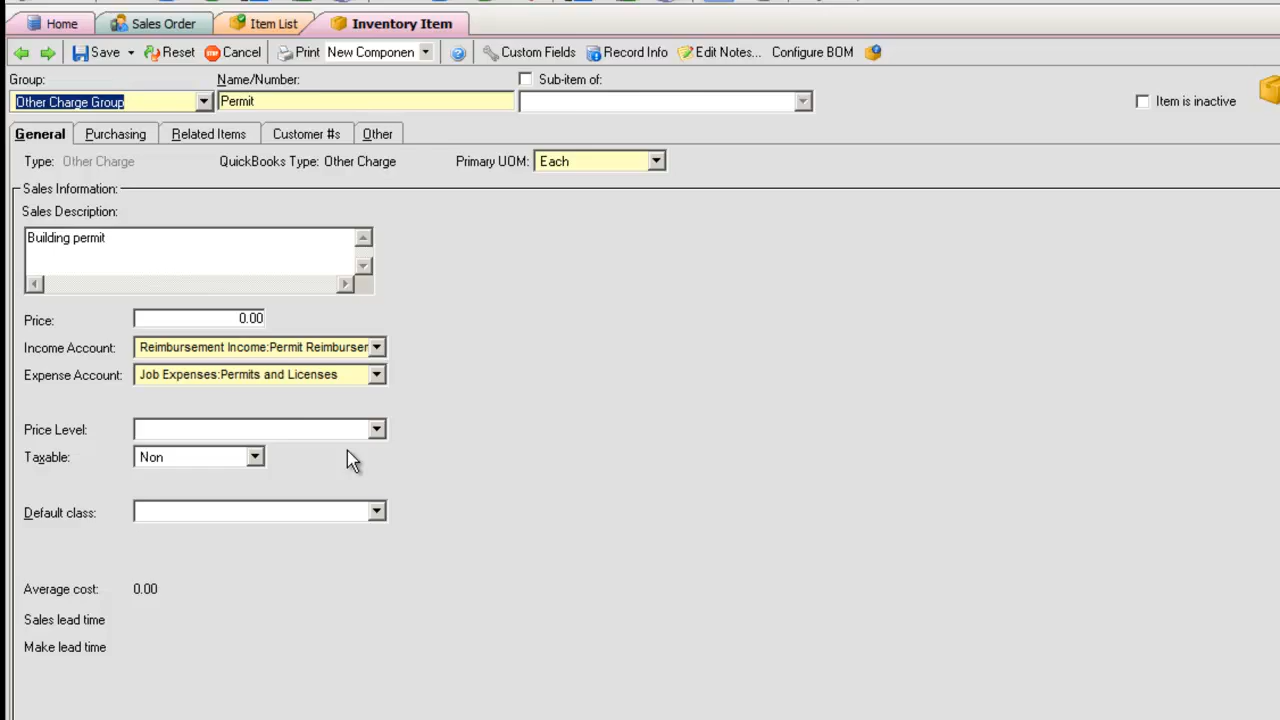 Home Sales Order Item List Inventory Item
Save Reset Cancel Print New Componen Custom Fields Record Info Edit Notes... Configure BOM
Group: Name/Number: Sub-item of:
Other Charge Group Permit Item is inactive
General Purchasing Related Items Customer #s Other
Type: Other Charge QuickBooks Type: Other Charge Primary UOM: Each
Sales Information:
Sales Description:
Building permit
Price: 0.00
Income Account: Reimbursement Income:Permit Reimburser
Expense Account: Job Expenses:Permits and Licenses
Price Level:
Taxable: Non
Default class:
Average cost: 0.00
Sales lead time
Make lead time